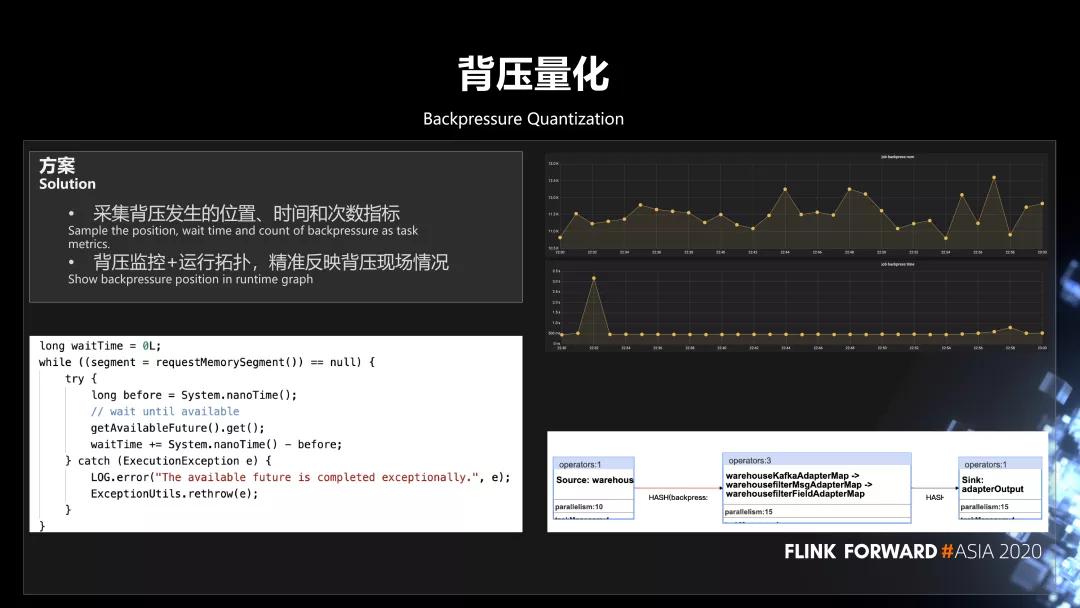 背压量化
Backpressure Quantization
方案
Solution
• 采集背压发生的位置、时间和次数指标
Sample the position, wait time and count of backpressure as task
metrics.
• 背压监控+运行拓扑，精准反映背压现场情况
Show backpressure position in runtime graph
long waitTime = 0L;
while ((segment = requestMemorySegment()) == null) {
try {
long before = System.nanoTime();
// wait until available
getAvailableFuture().get();
waitTime += System.nanoTime() - before;
} catch (ExecutionException e) {
LOG.error("The available future is completed exceptionally.", e);
ExceptionUtils.rethrow(e);
}
}
job backpress num
job backpress time
operators:1
Source: warehous
parallelism:10
HASH(backpress:
operators:3
warehouseKafkaAdapterMap ->
warehousefilterMsgAdapterMap ->
warehousefilterFieldAdapterMap
parallelism:15
HASH
operators:1
Sink:
adapterOutput
parallelism:15
FLINK FORWARD #ASIA 2020